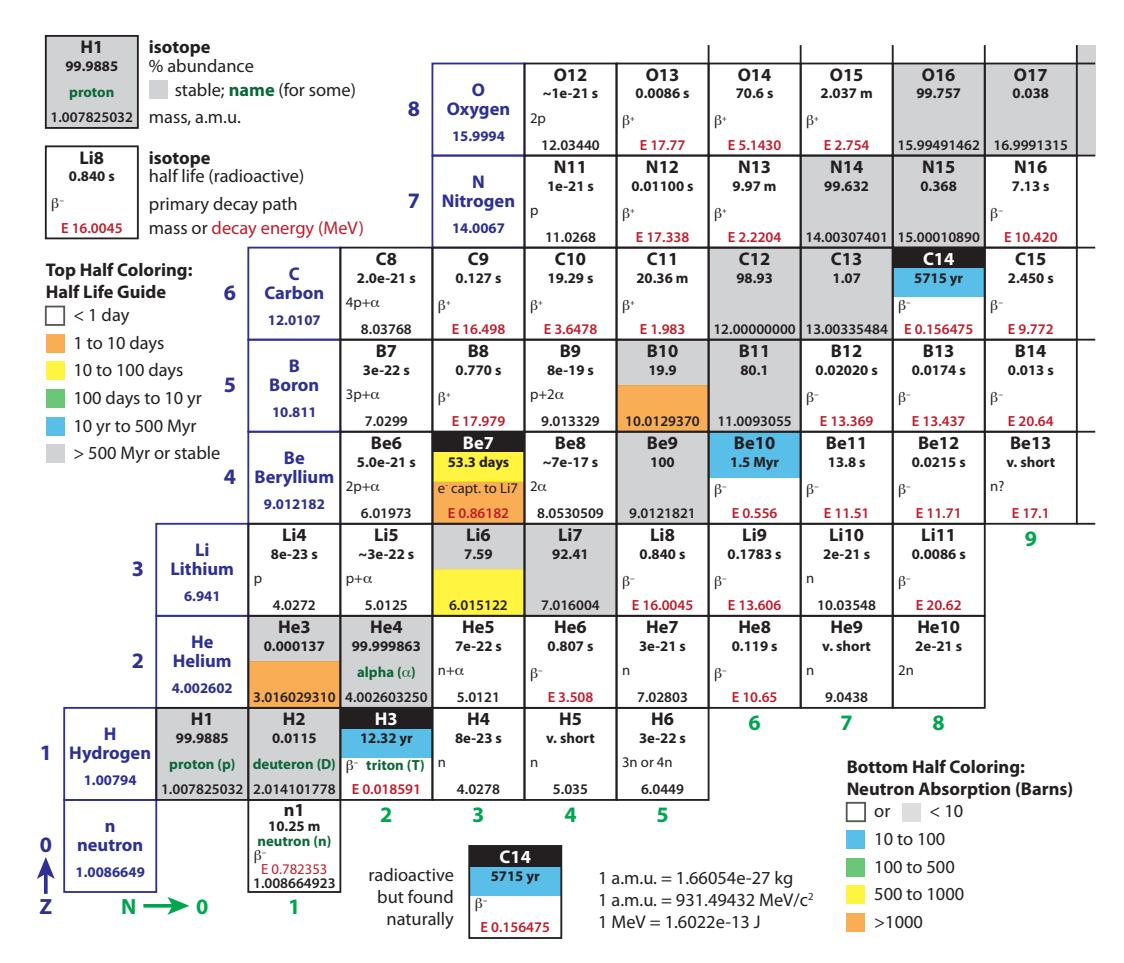 H1
99.9885
proton
1.007825032
isotope
% abundance
stable; name (for some)
mass, a.m.u.
Li8
0.840 s
β⁻
E 16.0045
isotope
half life (radioactive)
primary decay path
mass or decay energy (MeV)
Top Half Coloring:
Half Life Guide
< 1 day
1 to 10 days
10 to 100 days
100 days to 10 yr
10 yr to 500 Myr
> 500 Myr or stable
8
O
Oxygen
15.9994
O12
~1e-21 s
2p
12.03440
O13
0.0086 s
β⁺
E 17.77
O14
70.6 s
β⁺
E 5.1430
O15
2.037 m
β⁺
E 2.754
O16
99.757
15.99491462
O17
0.038
16.9991315
7
N
Nitrogen
14.0067
N11
1e-21 s
p
11.0268
N12
0.01100 s
β⁺
E 17.338
N13
9.97 m
β⁺
E 2.2204
N14
99.632
14.00307401
N15
0.368
15.00010890
N16
7.13 s
β⁻
E 10.420
6
C
Carbon
12.0107
C8
2.0e-21 s
4p+α
8.03768
C9
0.127 s
β⁺
E 16.498
C10
19.29 s
β⁺
E 3.6478
C11
20.36 m
β⁺
E 1.983
C12
98.93
12.00000000
C13
1.07
13.00335484
C14
5715 yr
β⁻
E 0.156475
C15
2.450 s
β⁻
E 9.772
5
B
Boron
10.811
B7
3e-22 s
3p+α
7.0299
B8
0.770 s
β⁺
E 17.979
B9
8e-19 s
p+2α
9.013329
B10
19.9
10.0129370
B11
80.1
11.0093055
B12
0.02020 s
β⁻
E 13.369
B13
0.0174 s
β⁻
E 13.437
B14
0.013 s
β⁻
E 20.64
4
Be
Beryllium
9.012182
Be6
5.0e-21 s
2p+α
6.01973
Be7
53.3 days
e⁻ capt. to Li7
E 0.86182
Be8
~7e-17 s
2α
8.0530509
Be9
100
9.0121821
Be10
1.5 Myr
β⁻
E 0.556
Be11
13.8 s
β⁻
E 11.51
Be12
0.0215 s
β⁻
E 11.71
Be13
v. short
n?
E 17.1
3
Li
Lithium
6.941
Li4
8e-23 s
p
4.0272
Li5
~3e-22 s
p+α
5.0125
Li6
7.59
6.015122
Li7
92.41
7.016004
Li8
0.840 s
β⁻
E 16.0045
Li9
0.1783 s
β⁻
E 13.606
Li10
2e-21 s
n
10.03548
Li11
0.0086 s
β⁻
E 20.62
9
2
He
Helium
4.002602
He3
0.000137
3.016029310
He4
99.999863
alpha (α)
4.002603250
He5
7e-22 s
n+α
5.0121
He6
0.807 s
β⁻
E 3.508
He7
3e-21 s
n
7.02803
He8
0.119 s
β⁻
E 10.65
He9
v. short
n
9.0438
He10
2e-21 s
2n
1
H
Hydrogen
1.00794
H1
99.9885
proton (p)
1.007825032
H2
0.0115
deuteron (D)
2.014101778
H3
12.32 yr
β⁻ triton (T)
E 0.018591
H4
8e-23 s
n
4.0278
H5
v. short
n
5.035
H6
3e-22 s
3n or 4n
6.0449
6
7
8
0
Z
n
neutron
1.0086649
n1
10.25 m
neutron (n)
β⁻
E 0.782353
1.008664923
2
3
4
5
N
0
1
radioactive
but found
naturally
C14
5715 yr
β⁻
E 0.156475
1 a.m.u. = 1.66054e-27 kg
1 a.m.u. = 931.49432 MeV/c²
1 MeV = 1.6022e-13 J
Bottom Half Coloring:
Neutron Absorption (Barns)
or < 10
10 to 100
100 to 500
500 to 1000
>1000